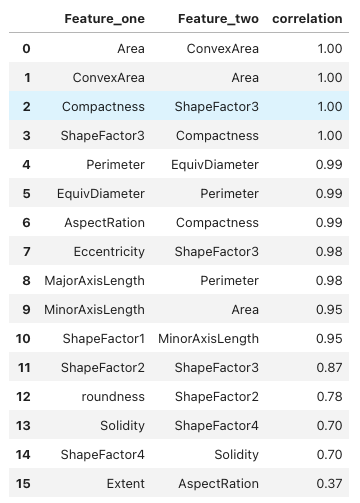 Feature_one Feature_two correlation
0 Area ConvexArea 1.00
1 ConvexArea Area 1.00
2 Compactness ShapeFactor3 1.00
3 ShapeFactor3 Compactness 1.00
4 Perimeter EquivDiameter 0.99
5 EquivDiameter Perimeter 0.99
6 AspectRation Compactness 0.99
7 Eccentricity ShapeFactor3 0.98
8 MajorAxisLength Perimeter 0.98
9 MinorAxisLength Area 0.95
10 ShapeFactor1 MinorAxisLength 0.95
11 ShapeFactor2 ShapeFactor3 0.87
12 roundness ShapeFactor2 0.78
13 Solidity ShapeFactor4 0.70
14 ShapeFactor4 Solidity 0.70
15 Extent AspectRation 0.37